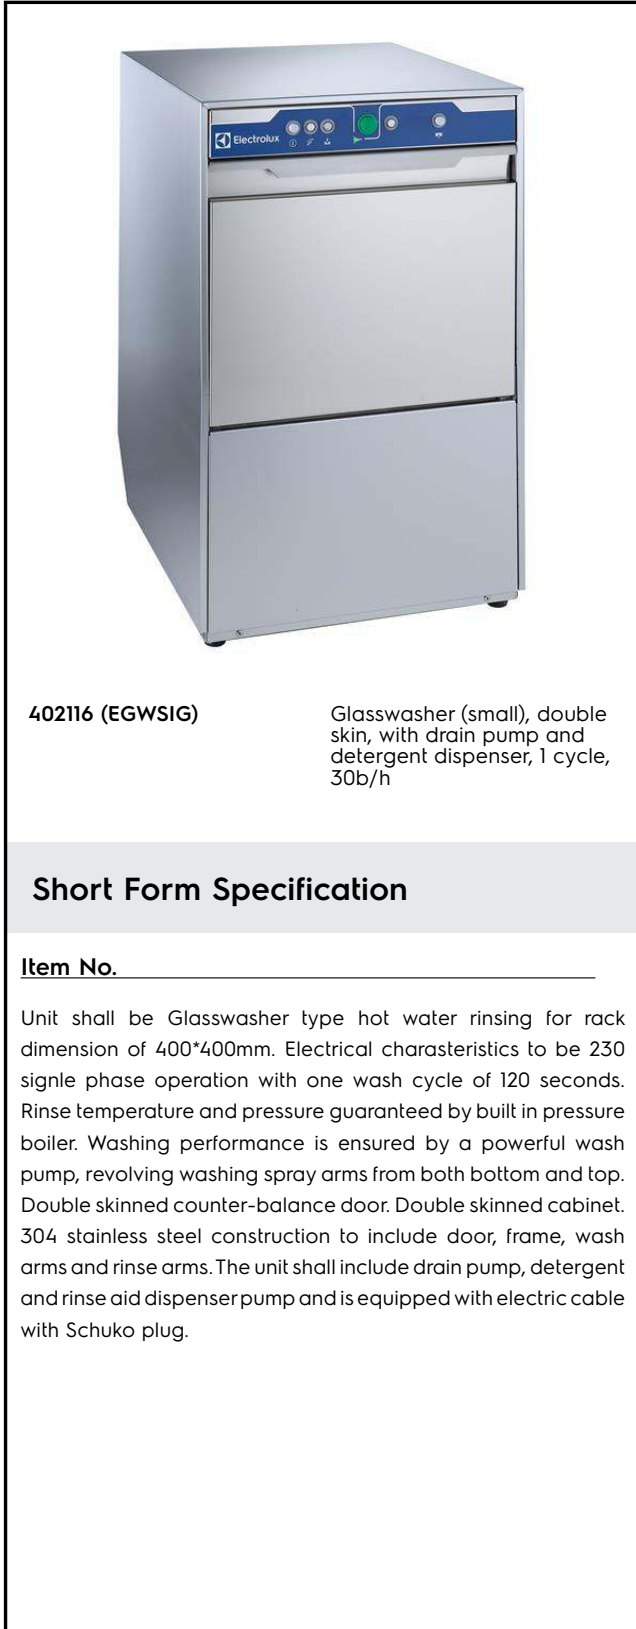 Electrolux
402116 (EGWSIG)
Glasswasher (small), double
skin, with drain pump and
detergent dispenser, 1 cycle,
30b/h
Short Form Specification
Item No.
Unit shall be Glasswasher type hot water rinsing for rack
dimension of 400*400mm. Electrical charasteristics to be 230
signle phase operation with one wash cycle of 120 seconds.
Rinse temperature and pressure guaranteed by built in pressure
boiler. Washing performance is ensured by a powerful wash
pump, revolving washing spray arms from both bottom and top.
Double skinned counter-balance door. Double skinned cabinet.
304 stainless steel construction to include door, frame, wash
arms and rinse arms. The unit shall include drain pump, detergent
and rinse aid dispenser pump and is equipped with electric cable
with Schuko plug.